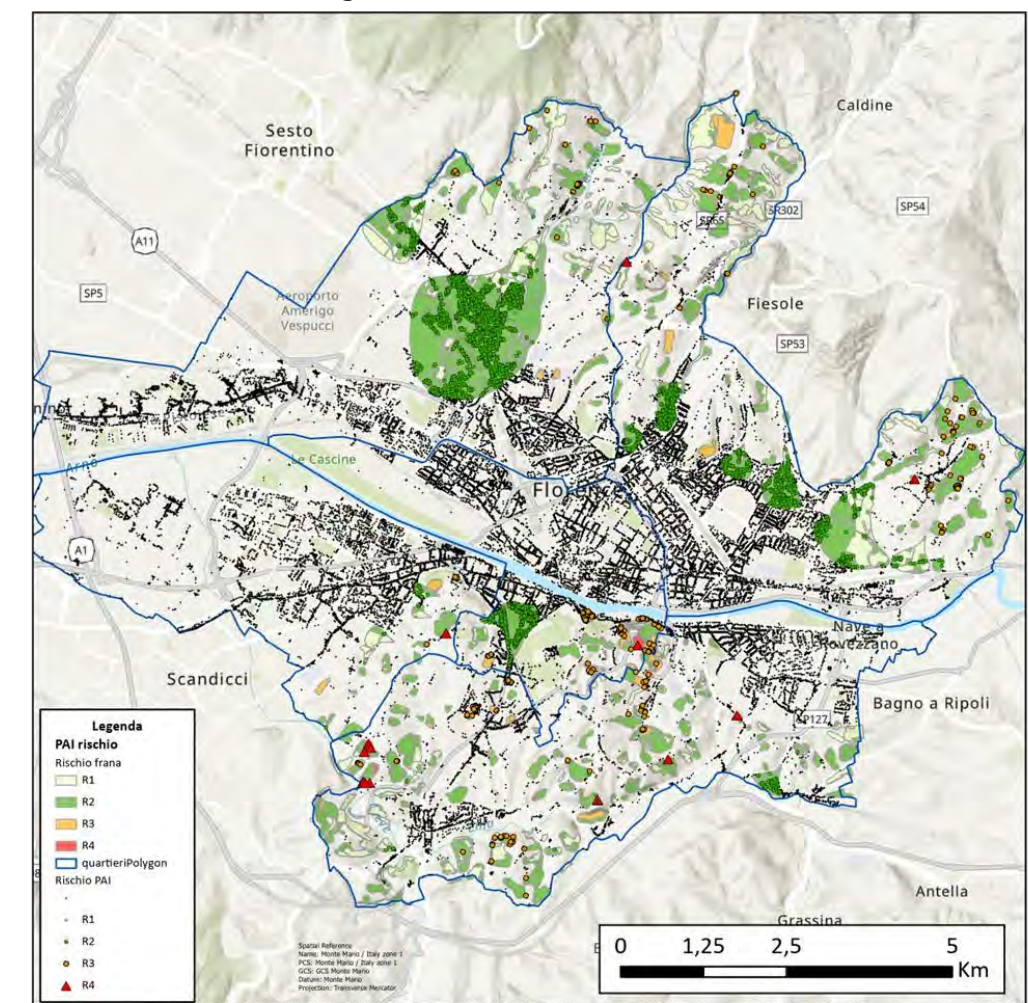 Caldine
Sesto
Fiorentino
SP54
SR302
SP65
A11
SP5
Aeroporto
Amerigo
Vespucci
Fiesole
SP53
Arno
Le Cascine
Florence
A1
Nave a
Rovezzano
Scandicci
Bagno a Ripoli
SP127
Legenda
PAI rischio
Rischio frana
R1
R2
R3
R4
quartieriPolygon
Rischio PAI
R1
R2
R3
R4
Antella
Grassina
Spatial Reference
Name: Monte Mario / Italy zone 1
PCS: Monte Mario / Italy zone 1
GCS: GCS Monte Mario
Datum: Monte Mario
Projection: Transverse Mercator
0 1,25 2,5 5
Km